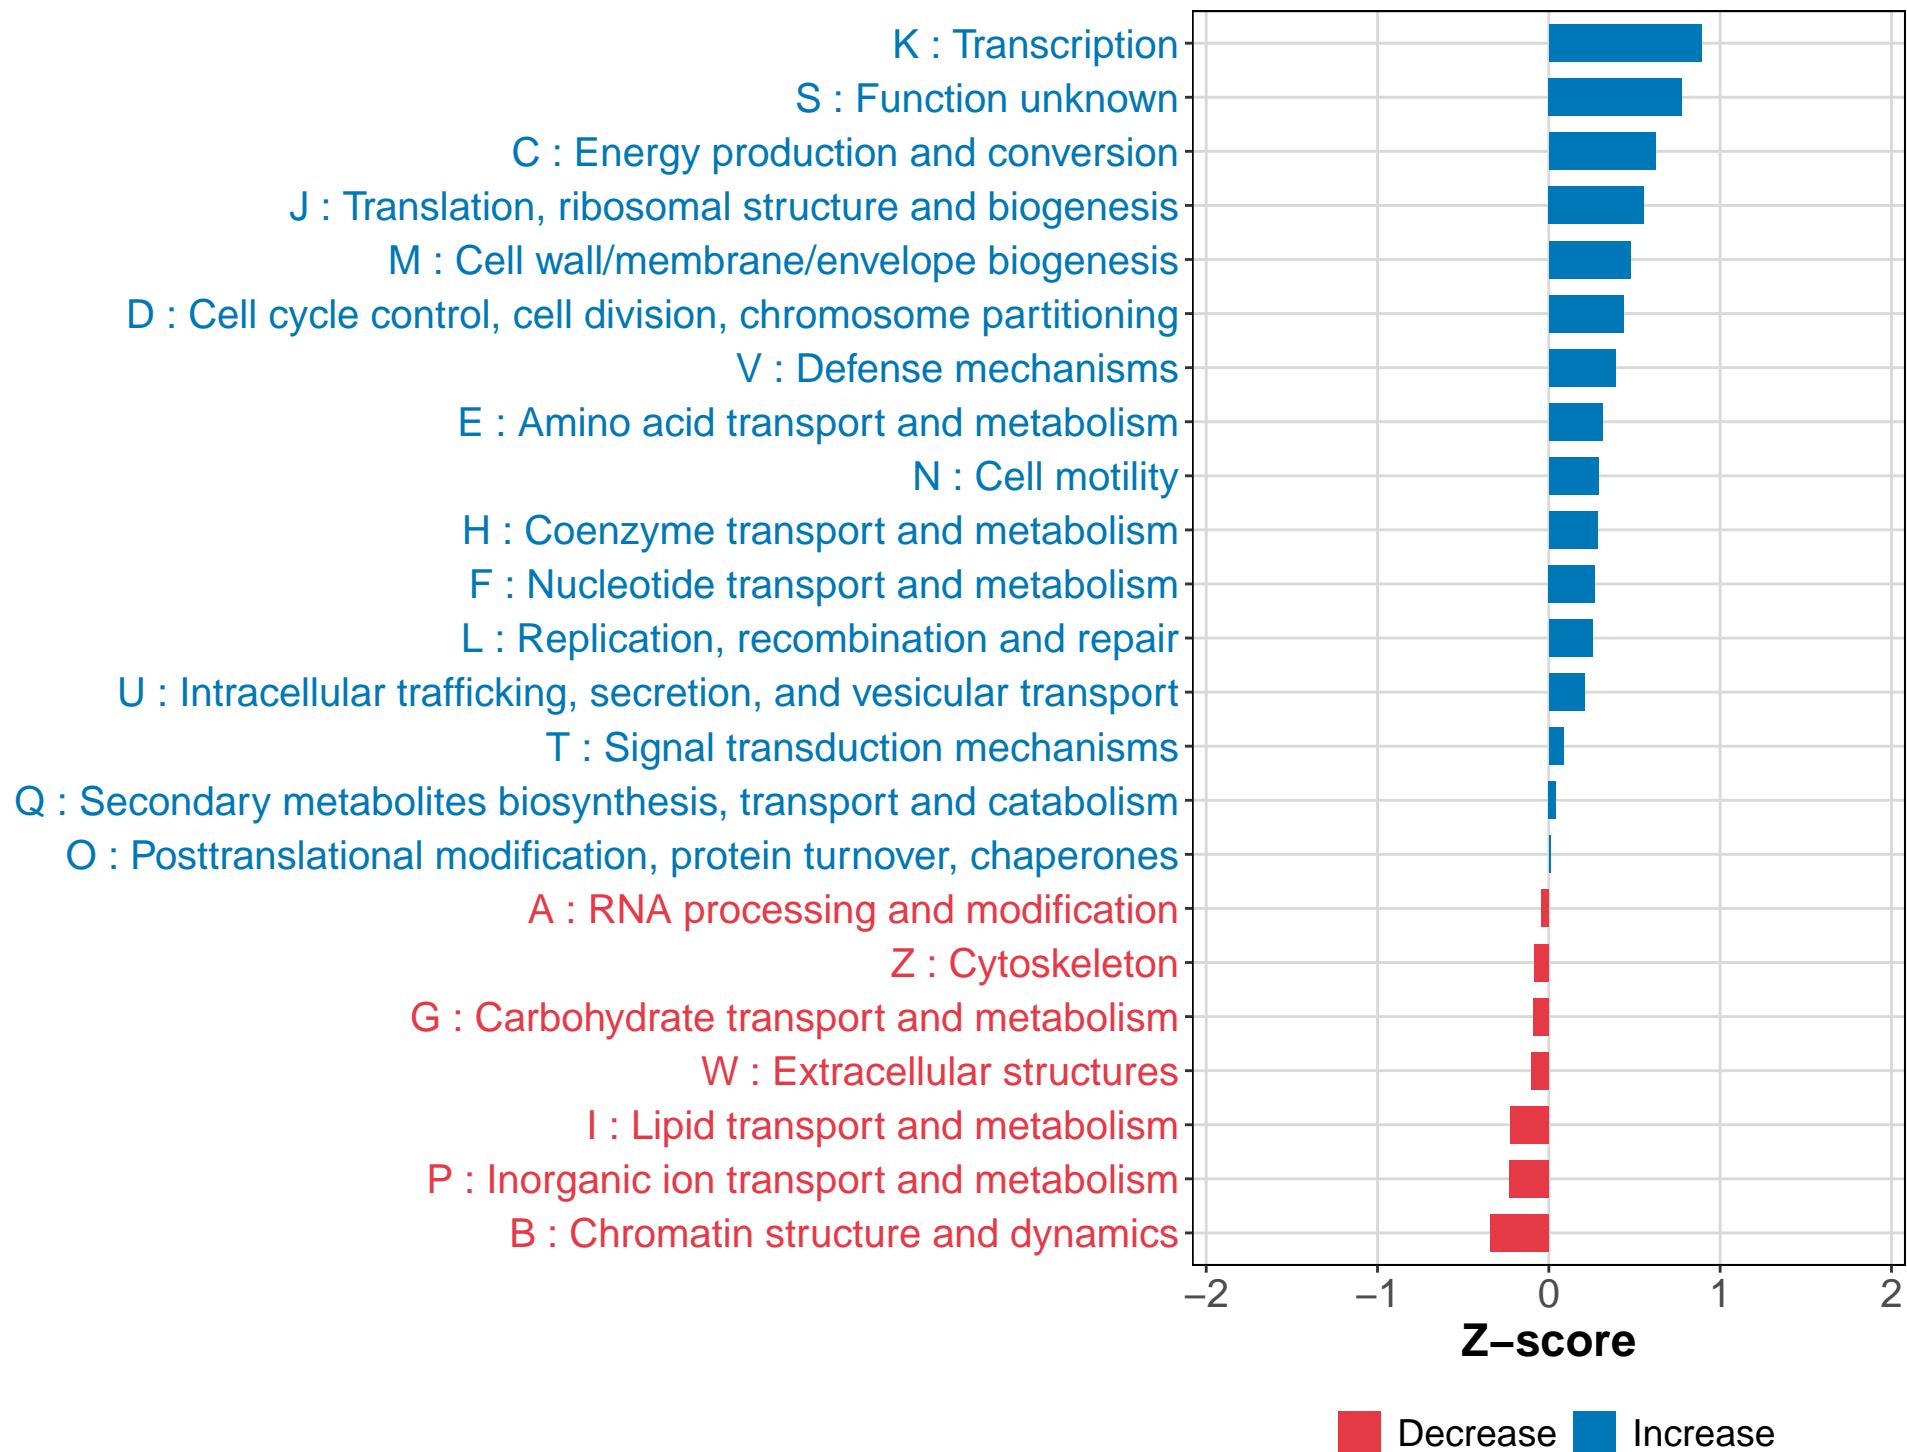 K : Transcription
S : Function unknown
C : Energy production and conversion
J : Translation, ribosomal structure and biogenesis
M : Cell wall/membrane/envelope biogenesis
D : Cell cycle control, cell division, chromosome partitioning
V : Defense mechanisms
E : Amino acid transport and metabolism
N : Cell motility
H : Coenzyme transport and metabolism
F : Nucleotide transport and metabolism
L : Replication, recombination and repair
U : Intracellular trafficking, secretion, and vesicular transport
T : Signal transduction mechanisms
Q : Secondary metabolites biosynthesis, transport and catabolism
O : Posttranslational modification, protein turnover, chaperones
A : RNA processing and modification
Z : Cytoskeleton
G : Carbohydrate transport and metabolism
W : Extracellular structures
I : Lipid transport and metabolism
P : Inorganic ion transport and metabolism
B : Chromatin structure and dynamics
−2 −1 0 1 2
Z−score
Decrease Increase